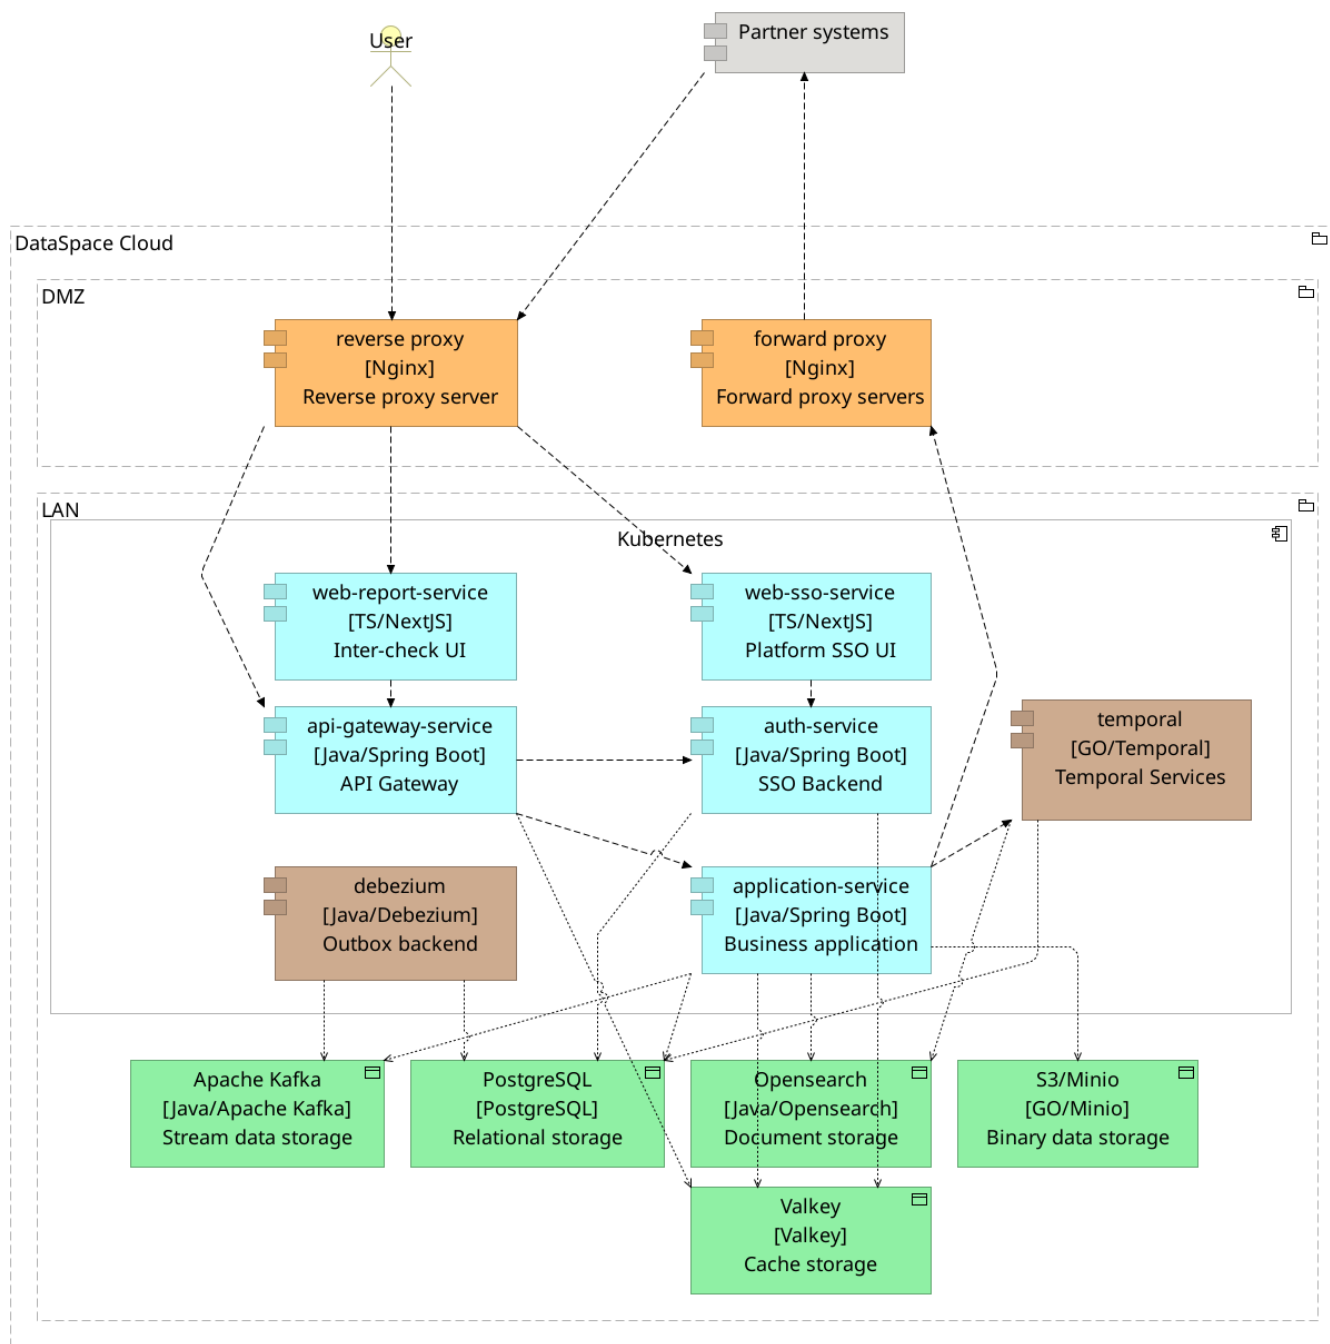 User
Partner systems
DataSpace Cloud
DMZ
reverse proxy
[Nginx]
Reverse proxy server
forward proxy
[Nginx]
Forward proxy servers
LAN
Kubernetes
web-report-service
[TS/NextJS]
Inter-check UI
web-sso-service
[TS/NextJS]
Platform SSO UI
api-gateway-service
[Java/Spring Boot]
API Gateway
auth-service
[Java/Spring Boot]
SSO Backend
temporal
[GO/Temporal]
Temporal Services
debezium
[Java/Debezium]
Outbox backend
application-service
[Java/Spring Boot]
Business application
Apache Kafka
[Java/Apache Kafka]
Stream data storage
PostgreSQL
[PostgreSQL]
Relational storage
Opensearch
[Java/Opensearch]
Document storage
S3/Minio
[GO/Minio]
Binary data storage
Valkey
[Valkey]
Cache storage